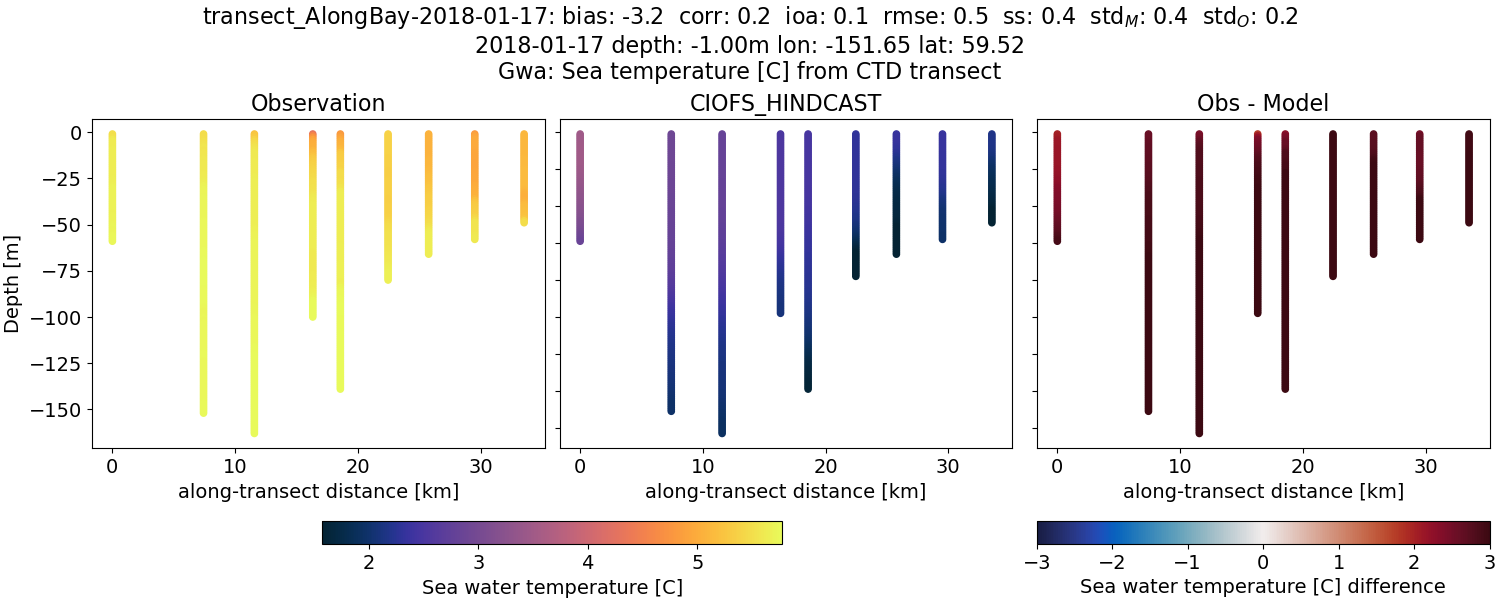 transect_AlongBay-2018-01-17: bias: -3.2 corr: 0.2 ioa: 0.1 rmse: 0.5 ss: 0.4 std_M: 0.4 std_O: 0.2
2018-01-17 depth: -1.00m lon: -151.65 lat: 59.52
Gwa: Sea temperature [C] from CTD transect
Observation CIOFS_HINDCAST Obs - Model
0
−25
−50
−75
−100
−125
−150
Depth [m]
0 10 20 30 0 10 20 30 0 10 20 30
along-transect distance [km] along-transect distance [km] along-transect distance [km]
2 3 4 5 −3 −2 −1 0 1 2 3
Sea water temperature [C] Sea water temperature [C] difference